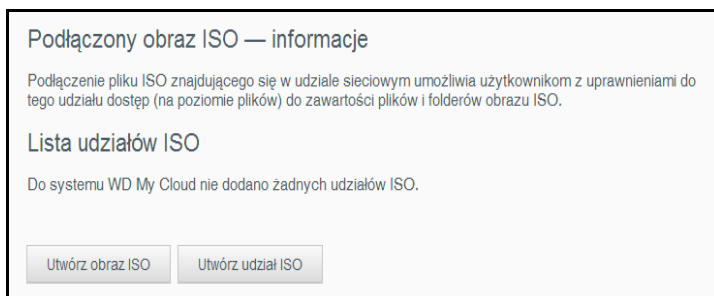 Podłączony obraz ISO — informacje
Podłączenie pliku ISO znajdującego się w udziale sieciowym umożliwia użytkownikom z uprawnieniami do
tego udziału dostęp (na poziomie plików) do zawartości plików i folderów obrazu ISO.
Lista udziałów ISO
Do systemu WD My Cloud nie dodano żadnych udziałów ISO.
Utwórz obraz ISO
Utwórz udział ISO